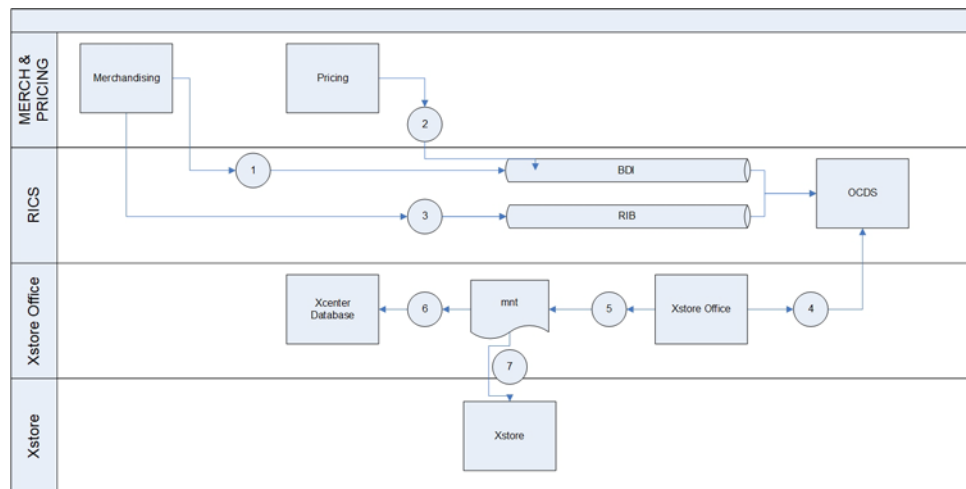 MERCH &
PRICING
Merchandising
Pricing
2
RICS
1
BDI
3
RIB
OCDS
Xstore Office
Xcenter
Database
6
mnt
5
Xstore Office
4
7
Xstore
Xstore